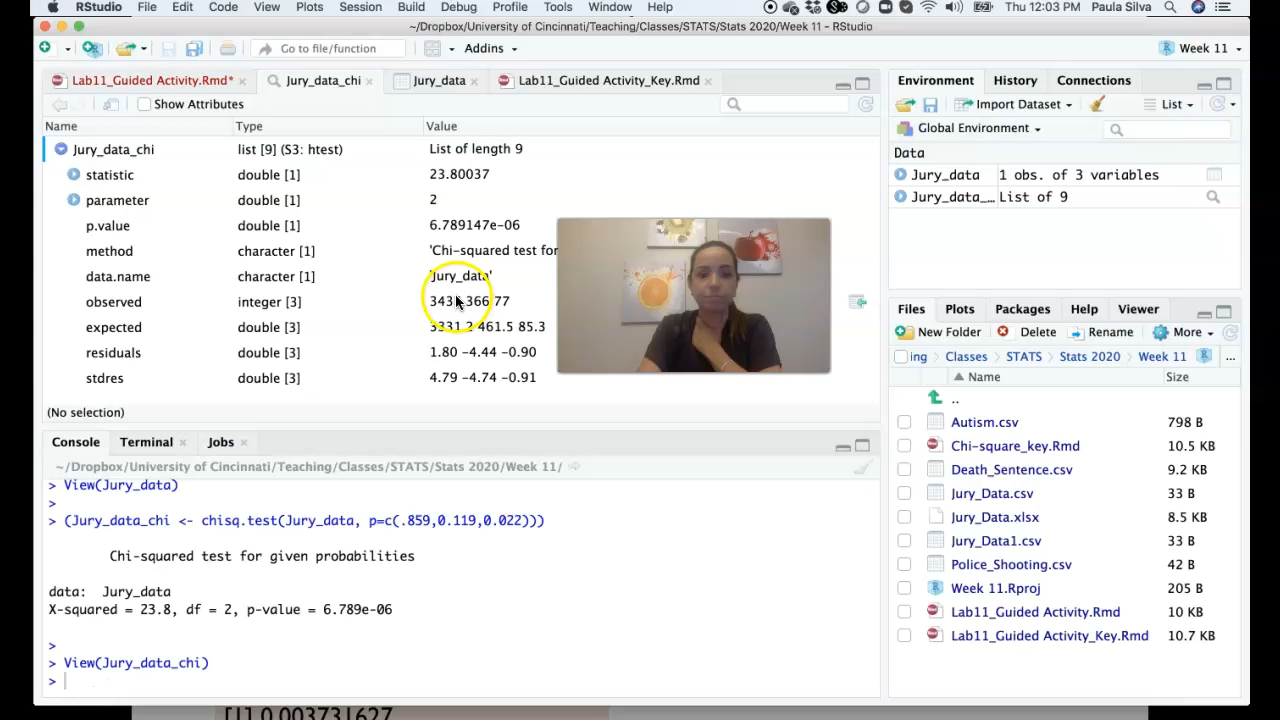 RStudio File Edit Code View Plots Session Build Debug Profile Tools Window Help Thu 12:03 PM Paula Silva
~/Dropbox/University of Cincinnati/Teaching/Classes/STATS/Stats 2020/Week 11 - RStudio
Go to file/function Addins Week 11
Lab11_Guided Activity.Rmd* Jury_data_chi Jury_data Lab11_Guided Activity_Key.Rmd
Show Attributes
Name Type Value
Jury_data_chi list [9] (S3: htest) List of length 9
statistic double [1] 23.80037
parameter double [1] 2
p.value double [1] 6.789147e-06
method character [1] 'Chi-squared test for
data.name character [1] 'Jury_data'
observed integer [3] 366 77
expected double [3] 3331.2 461.5 85.3
residuals double [3] 1.80 -4.44 -0.90
stdres double [3] 4.79 -4.74 -0.91
(No selection)
Console Terminal Jobs
~/Dropbox/University of Cincinnati/Teaching/Classes/STATS/Stats 2020/Week 11/
> View(Jury_data)
>
> (Jury_data_chi <- chisq.test(Jury_data, p=c(.859,0.119,0.022)))
Chi-squared test for given probabilities
data: Jury_data
X-squared = 23.8, df = 2, p-value = 6.789e-06
>
> View(Jury_data_chi)
>
Environment History Connections
Import Dataset List
Global Environment
Data
Jury_data 1 obs. of 3 variables
Jury_data_… List of 9
Files Plots Packages Help Viewer
New Folder Delete Rename More
ing Classes STATS Stats 2020 Week 11 ...
Name Size
..
Autism.csv 798 B
Chi-square_key.Rmd 10.5 KB
Death_Sentence.csv 9.2 KB
Jury_Data.csv 33 B
Jury_Data.xlsx 8.5 KB
Jury_Data1.csv 33 B
Police_Shooting.csv 42 B
Week 11.Rproj 205 B
Lab11_Guided Activity.Rmd 10 KB
Lab11_Guided Activity_Key.Rmd 10.7 KB
[1] 0.003731627